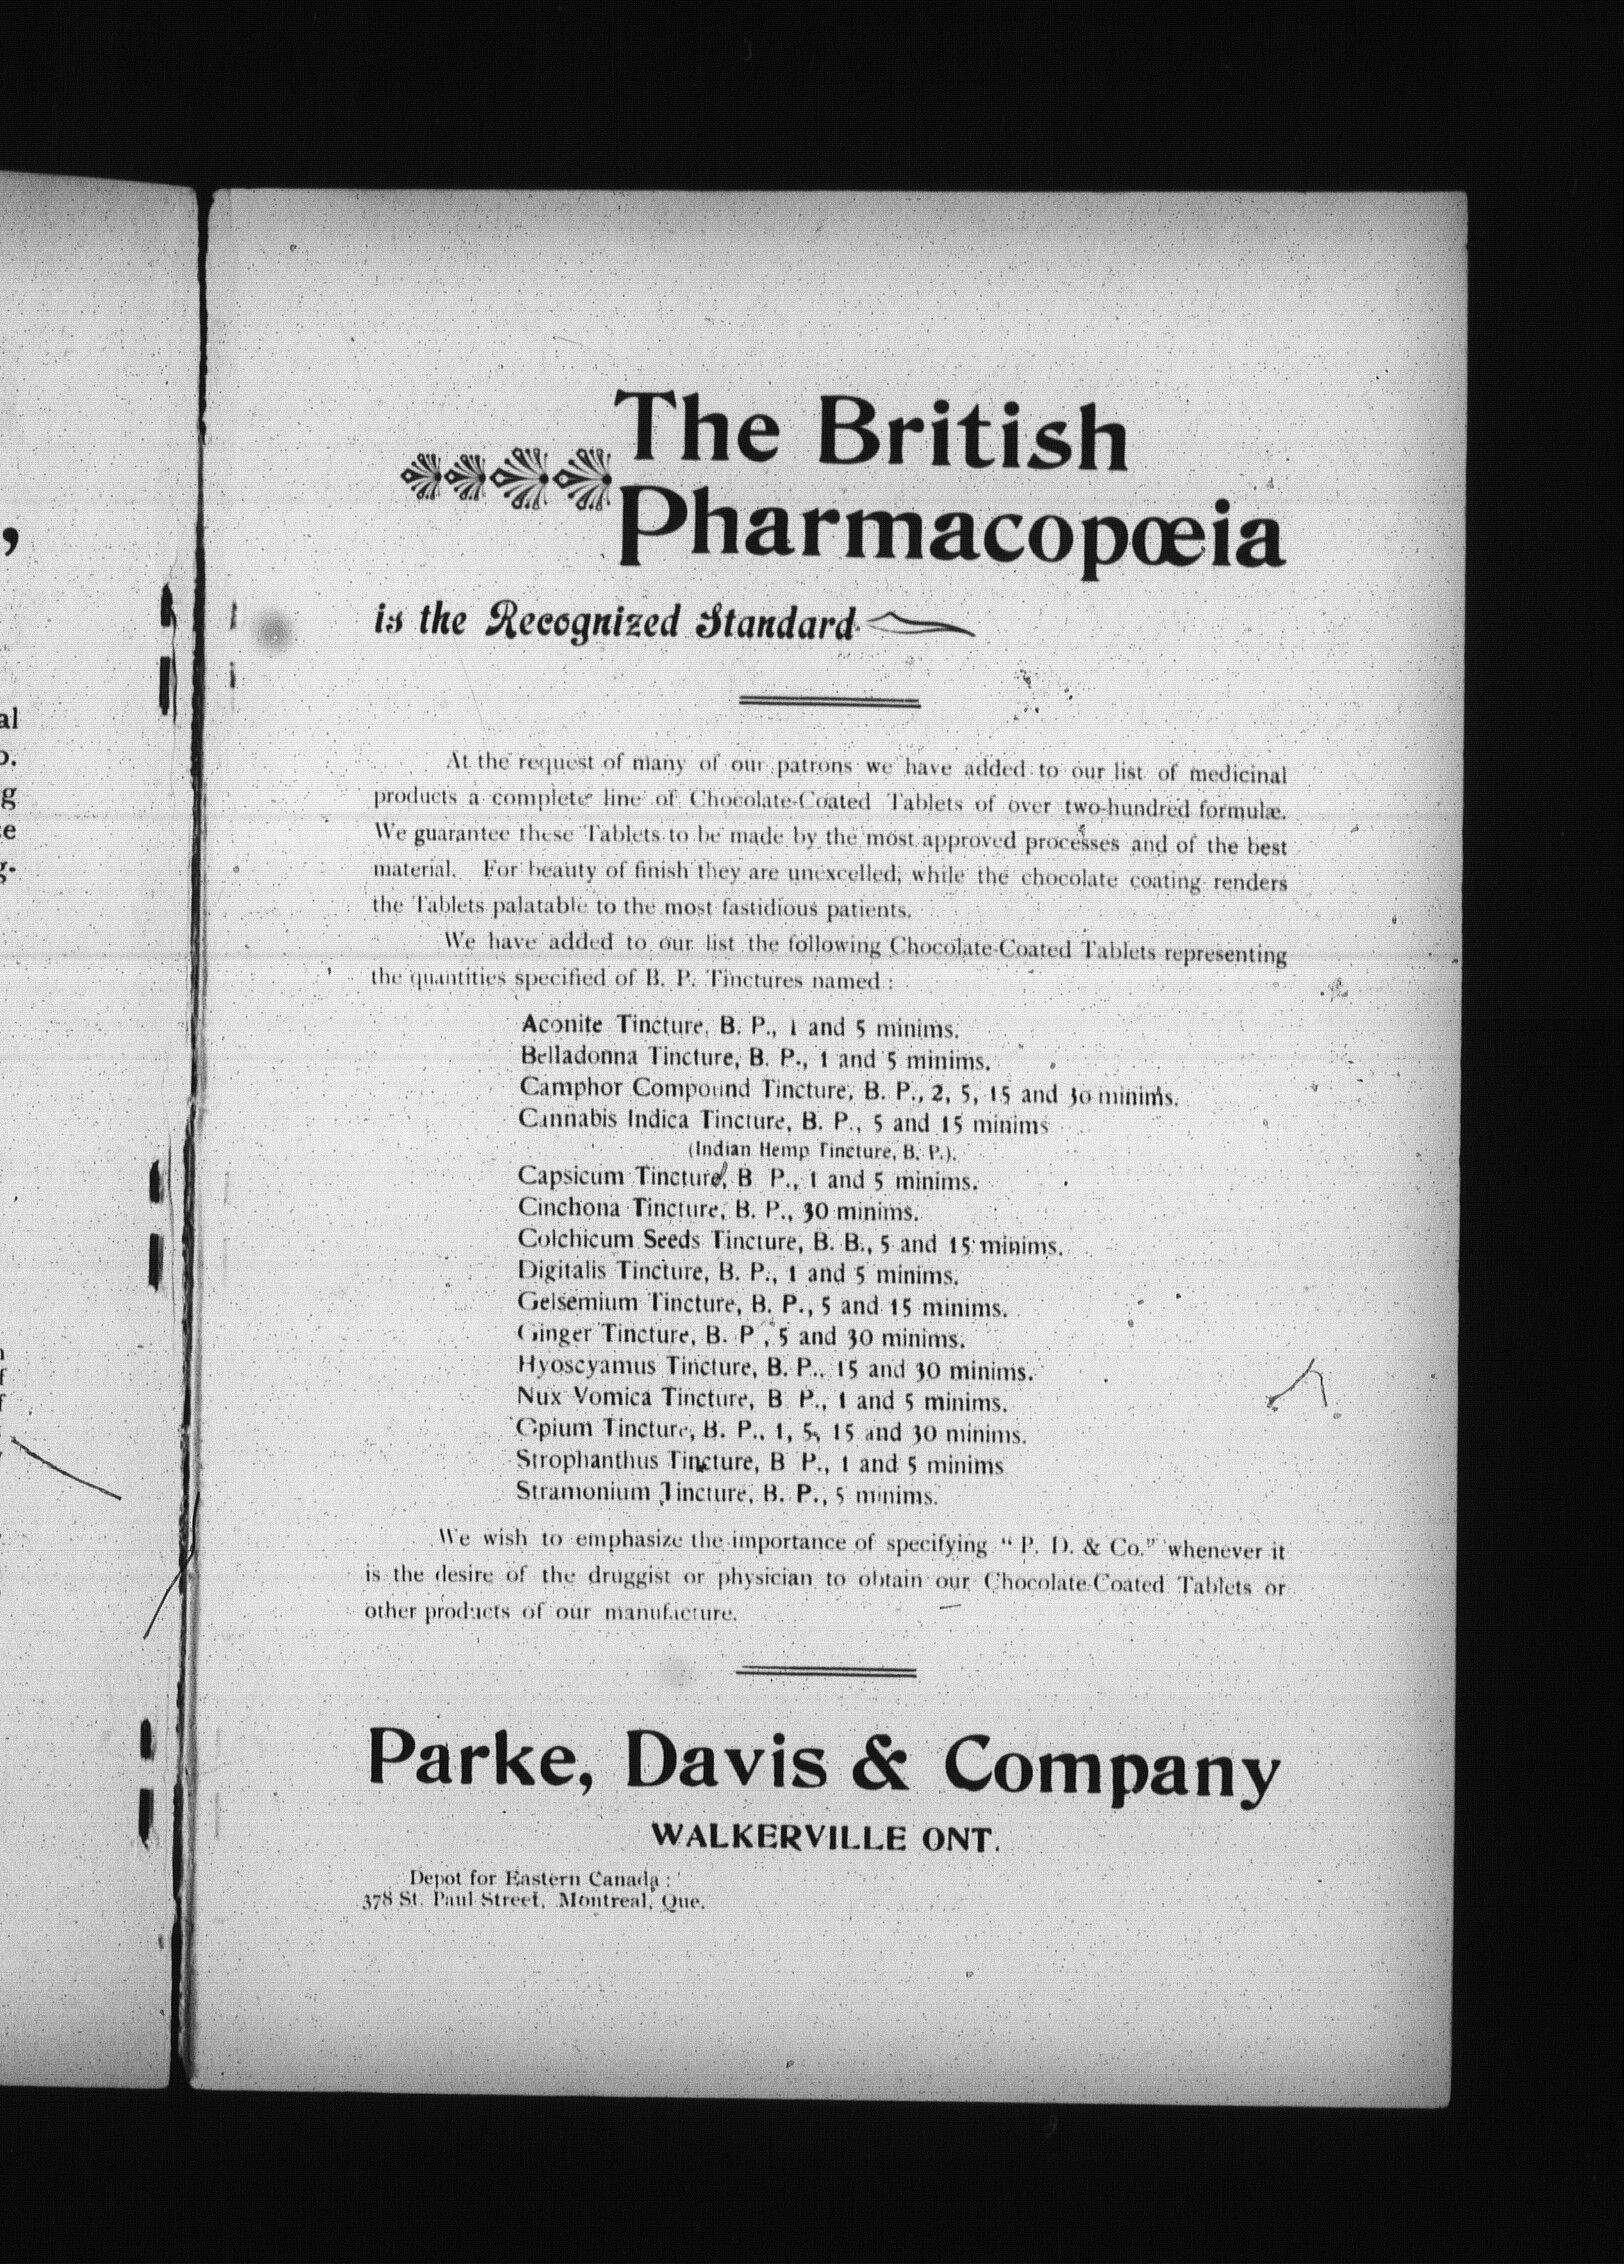 The British
Pharmacopœia
is the Recognized Standard
At the request of many of our patrons we have added to our list of medicinal
products a complete line of Chocolate-Coated Tablets of over two-hundred formulæ.
We guarantee these Tablets to be made by the most approved processes and of the best
material. For beauty of finish they are unexcelled, while the chocolate coating renders
the Tablets palatable to the most fastidious patients.
We have added to our list the following Chocolate-Coated Tablets representing
the quantities specified of B. P. Tinctures named :
Aconite Tincture, B. P., 1 and 5 minims.
Belladonna Tincture, B. P., 1 and 5 minims.
Camphor Compound Tincture, B. P., 2, 5, 15 and 30 minims.
Cannabis Indica Tincture, B. P., 5 and 15 minims
(Indian Hemp Tincture, B. P.).
Capsicum Tincture, B P., 1 and 5 minims.
Cinchona Tincture, B. P., 30 minims.
Colchicum Seeds Tincture, B. B., 5 and 15 minims.
Digitalis Tincture, B. P., 1 and 5 minims.
Gelsemium Tincture, B. P., 5 and 15 minims.
Ginger Tincture, B. P , 5 and 30 minims.
Hyoscyamus Tincture, B. P.. 15 and 30 minims.
Nux Vomica Tincture, B P., 1 and 5 minims.
Opium Tincture, B. P., 1, 5, 15 and 30 minims.
Strophanthus Tincture, B P., 1 and 5 minims
Stramonium Tincture, B. P., 5 minims.
We wish to emphasize the importance of specifying “ P. D. & Co.” whenever it
is the desire of the druggist or physician to obtain our Chocolate-Coated Tablets or
other products of our manufacture.
Parke, Davis & Company
WALKERVILLE ONT.
Depot for Eastern Canada :
378 St. Paul Street, Montreal, Que.